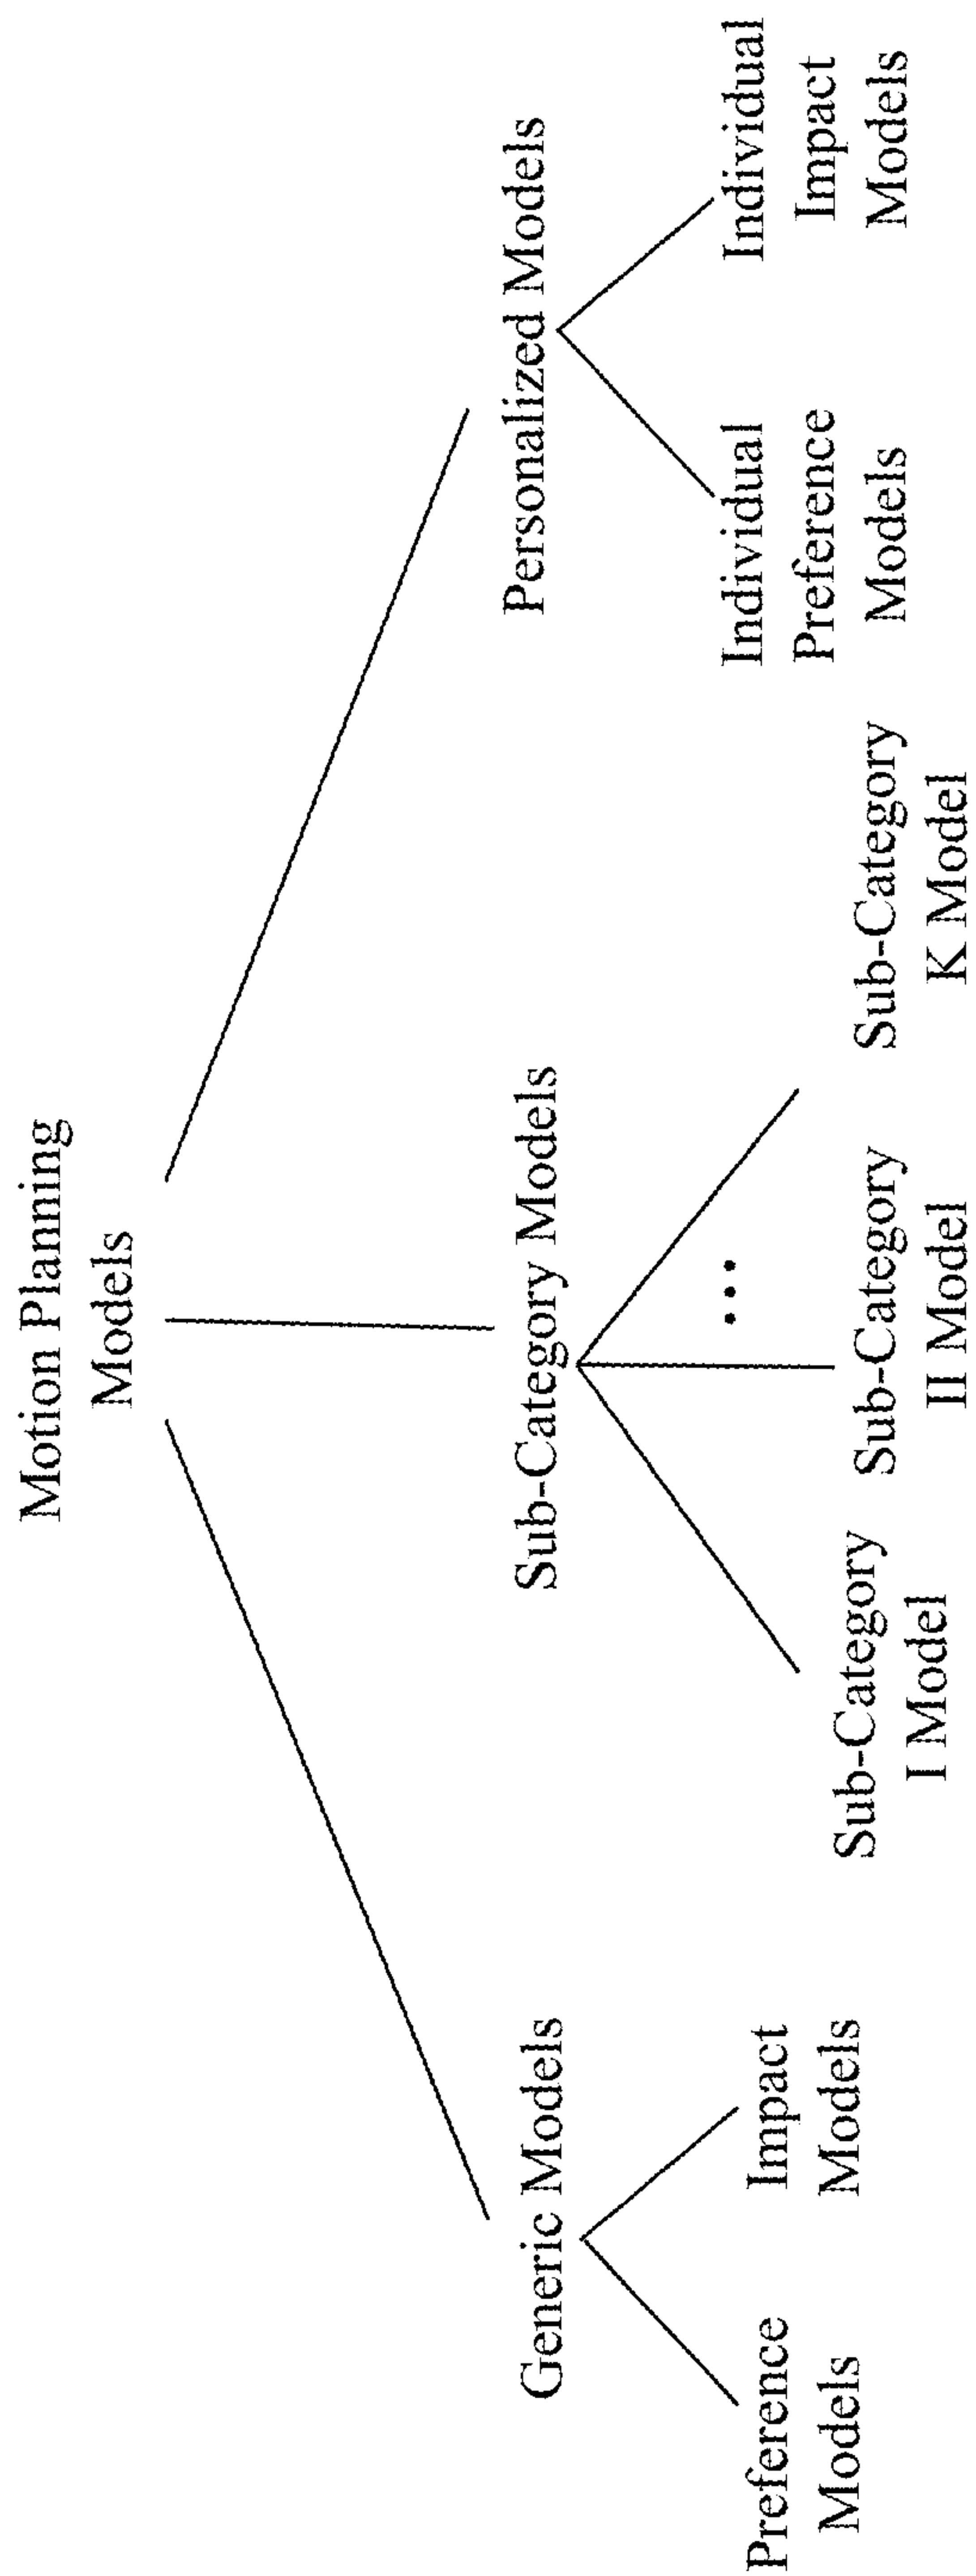 Motion Planning
Models
Generic Models
Sub-Category Models
Personalized Models
Preference
Models
Impact
Models
Sub-Category
I Model
Sub-Category
II Model
...
Sub-Category
K Model
Individual
Preference
Models
Individual
Impact
Models